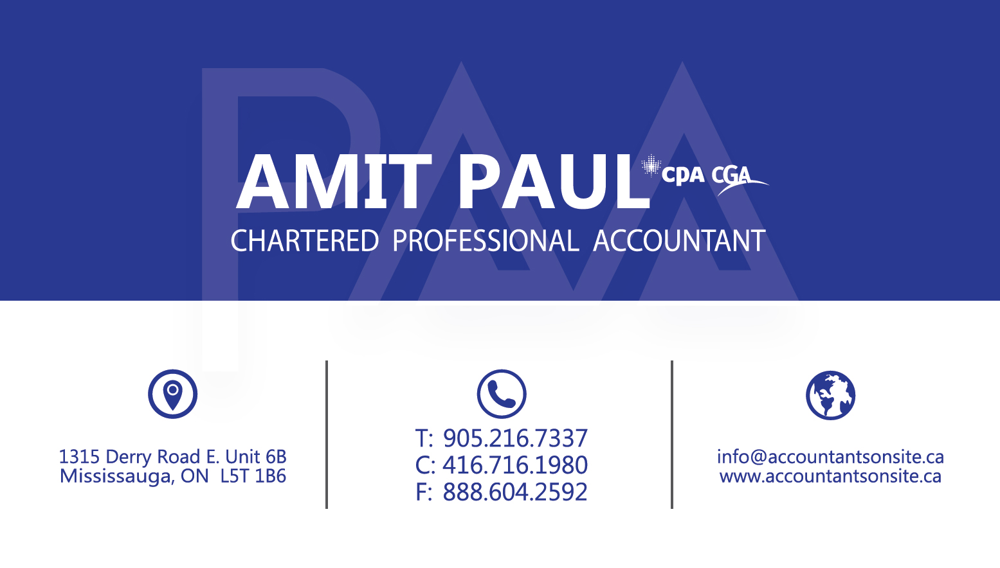 PAA
AMIT PAUL CPA CGA
CHARTERED PROFESSIONAL ACCOUNTANT
1315 Derry Road E. Unit 6B
Mississauga, ON L5T 1B6
T: 905.216.7337
C: 416.716.1980
F: 888.604.2592
info@accountantsonsite.ca
www.accountantsonsite.ca